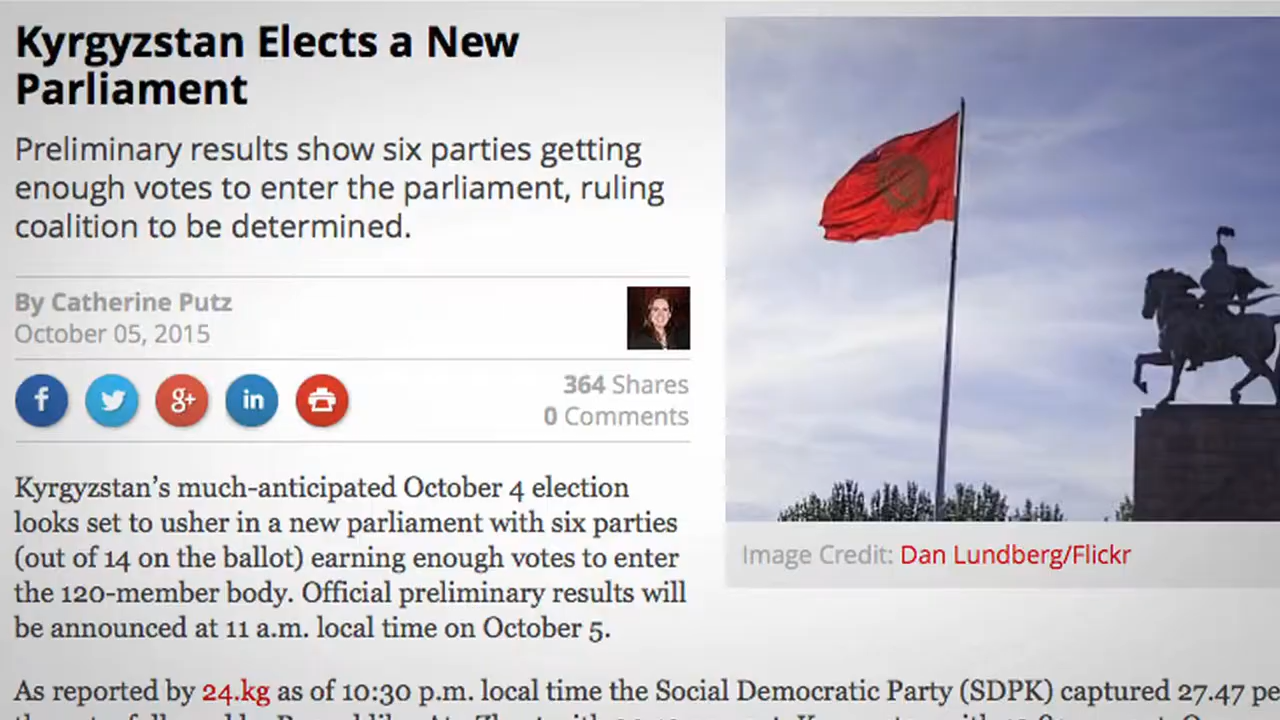 Kyrgyzstan Elects a New
Parliament
Preliminary results show six parties getting
enough votes to enter the parliament, ruling
coalition to be determined.
By Catherine Putz
October 05, 2015
f
g+
in
364 Shares
0 Comments
Kyrgyzstan’s much-anticipated October 4 election
looks set to usher in a new parliament with six parties
(out of 14 on the ballot) earning enough votes to enter
the 120-member body. Official preliminary results will
be announced at 11 a.m. local time on October 5.
Image Credit: Dan Lundberg/Flickr
As reported by 24.kg as of 10:30 p.m. local time the Social Democratic Party (SDPK) captured 27.47